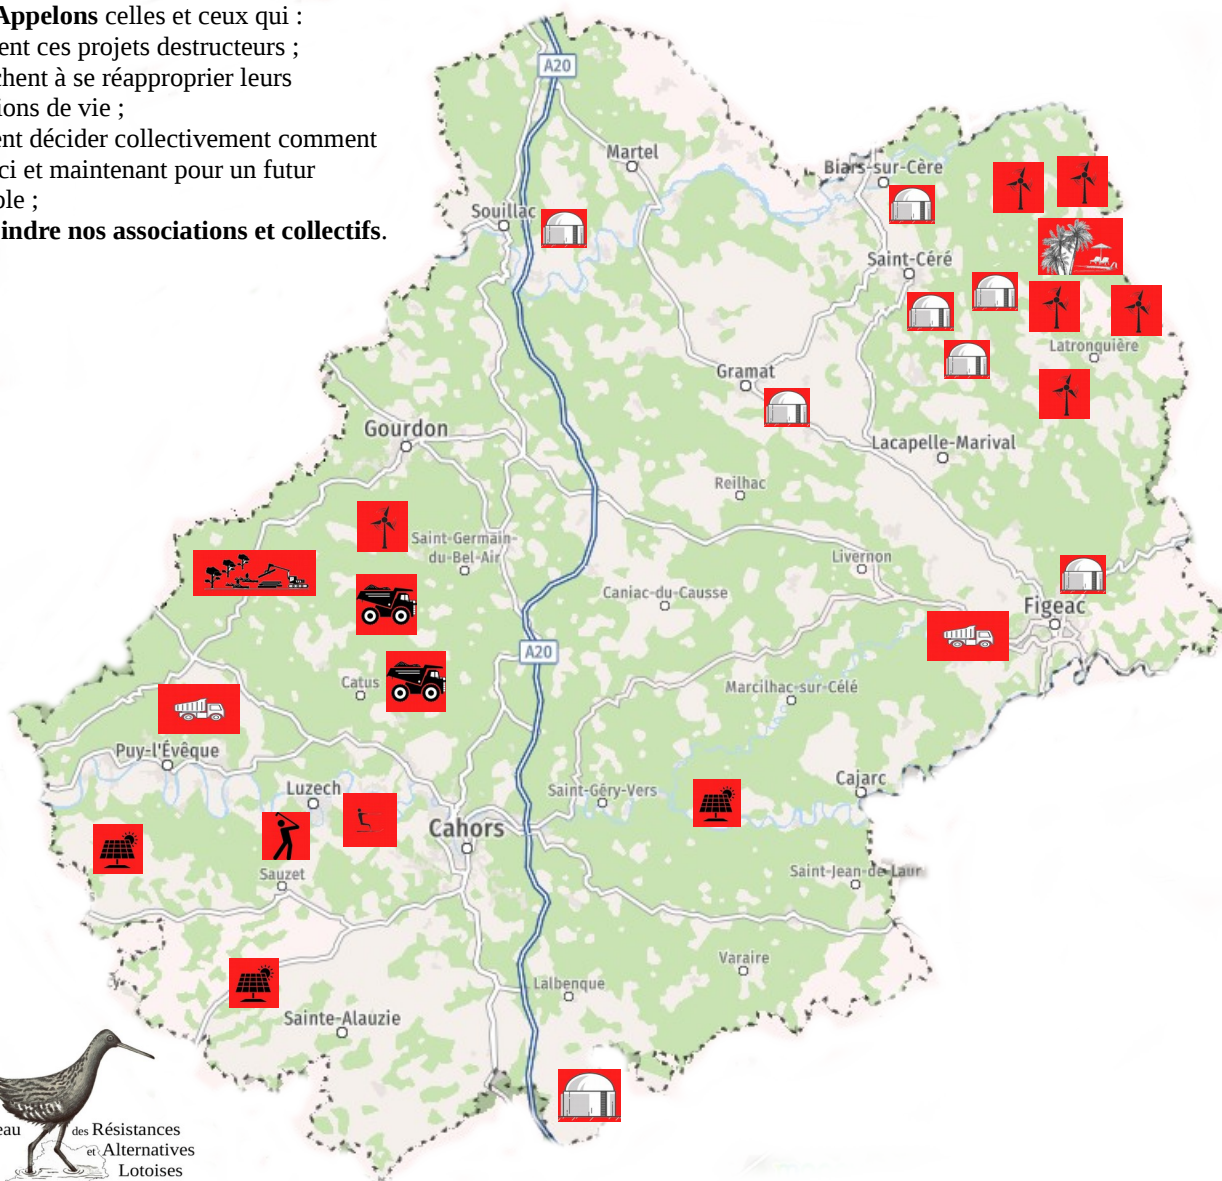 Appelons celles et ceux qui :
ent ces projets destructeurs ;
chent à se réapproprier leurs
ions de vie ;
ent décider collectivement comment
ci et maintenant pour un futur
ble ;
indre nos associations et collectifs.
A20
Martel
Biars-sur-Cère
Souillac
Saint-Céré
Latronquière
Gramat
Gourdon
Lacapelle-Marival
Reilhac
Saint-Germain-
du-Bel-Air
Livernon
Caniac-du-Causse
Figeac
A20
Catus
Marcilhac-sur-Célé
Puy-l'Évêque
Cajarc
Luzech
Saint-Géry-Vers
Cahors
Sauzet
Saint-Jean-de-Laur
Varaire
Lalbenque
Sainte-Alauzie
eau des Résistances
et Alternatives
Lotoises